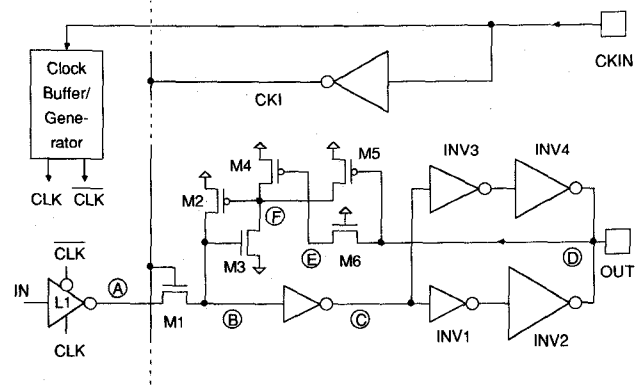 CKIN
Clock
Buffer/
Gene-
rator
CKI
CLK
CLK
M4
M5
INV3
INV4
M2
F
M3
E
M6
D
OUT
CLK
IN
L1
A
CLK
M1
B
C
INV1
INV2